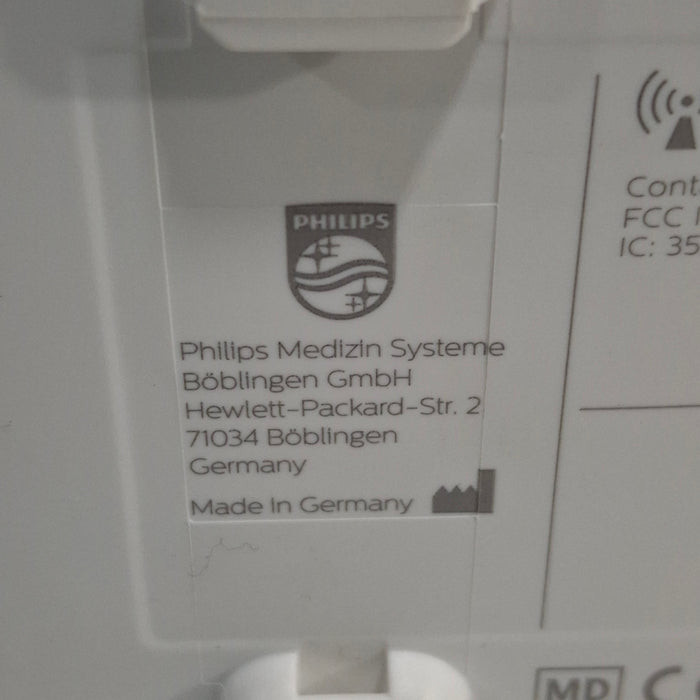 PHILIPS
Philips Medizin Systeme
Böblingen GmbH
Hewlett-Packard-Str. 2
71034 Böblingen
Germany
Made In Germany
FCC
IC: 35
MD